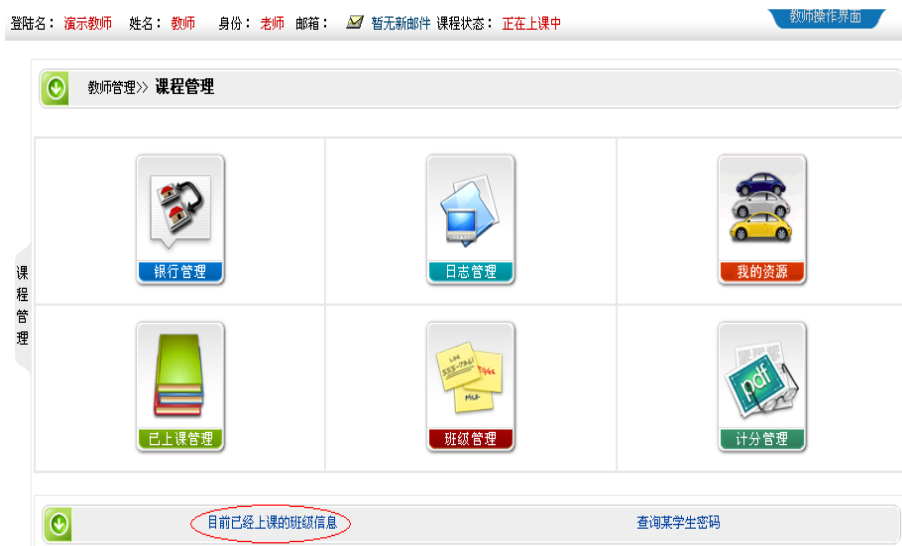 登陆名：演示教师 姓名：教师 身份：老师 邮箱： 暂无新邮件 课程状态：正在上课中
教师操作界面
教师管理>> 课程管理
课程管理
银行管理 日志管理 我的资源
已上课管理 班级管理 计分管理
pdf
目前已经上课的班级信息 查询某学生密码